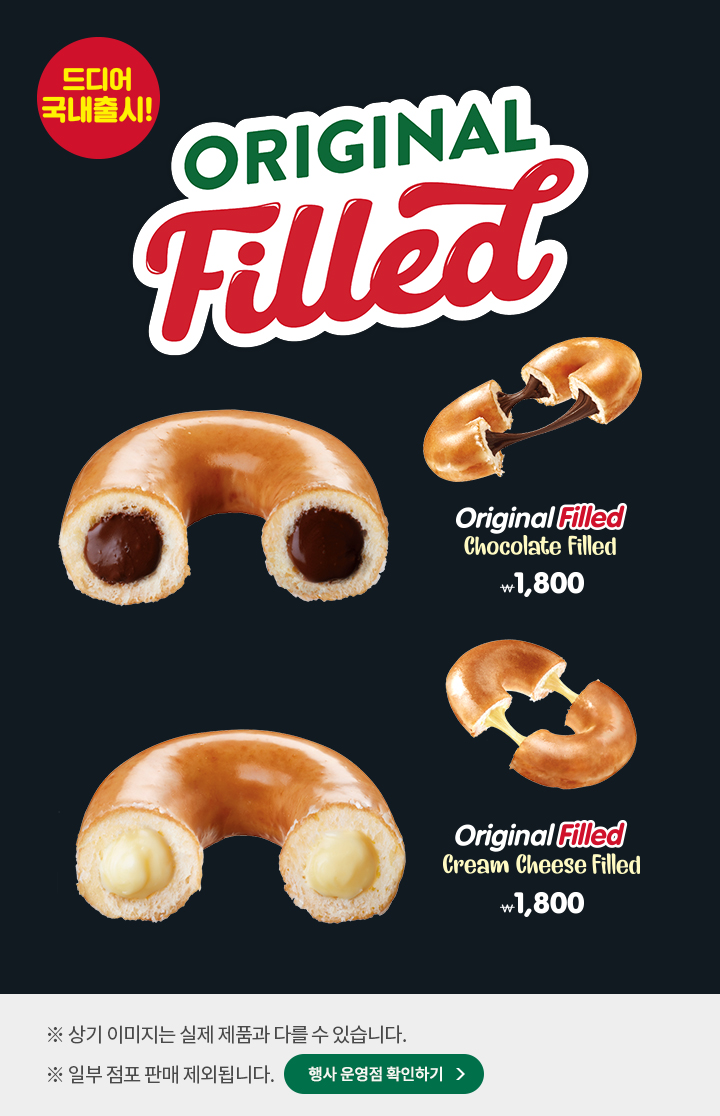 드디어
국내출시!
ORIGINAL
Filled
Original Filled
Chocolate Filled
₩1,800
Original Filled
Cream Cheese Filled
₩1,800
※ 상기 이미지는 실제 제품과 다를 수 있습니다.
※ 일부 점포 판매 제외됩니다. 행사 운영점 확인하기 >